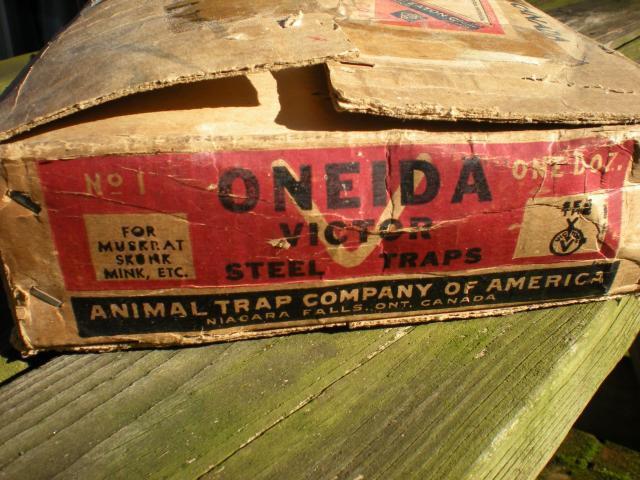 EATON
No 1
ONEIDA
ONE DOZ.
VICTOR
STEEL TRAPS
FOR
MUSKRAT
SKUNK
MINK, ETC.
ANIMAL TRAP COMPANY OF AMERICA
NIAGARA FALLS, ONT. CANADA